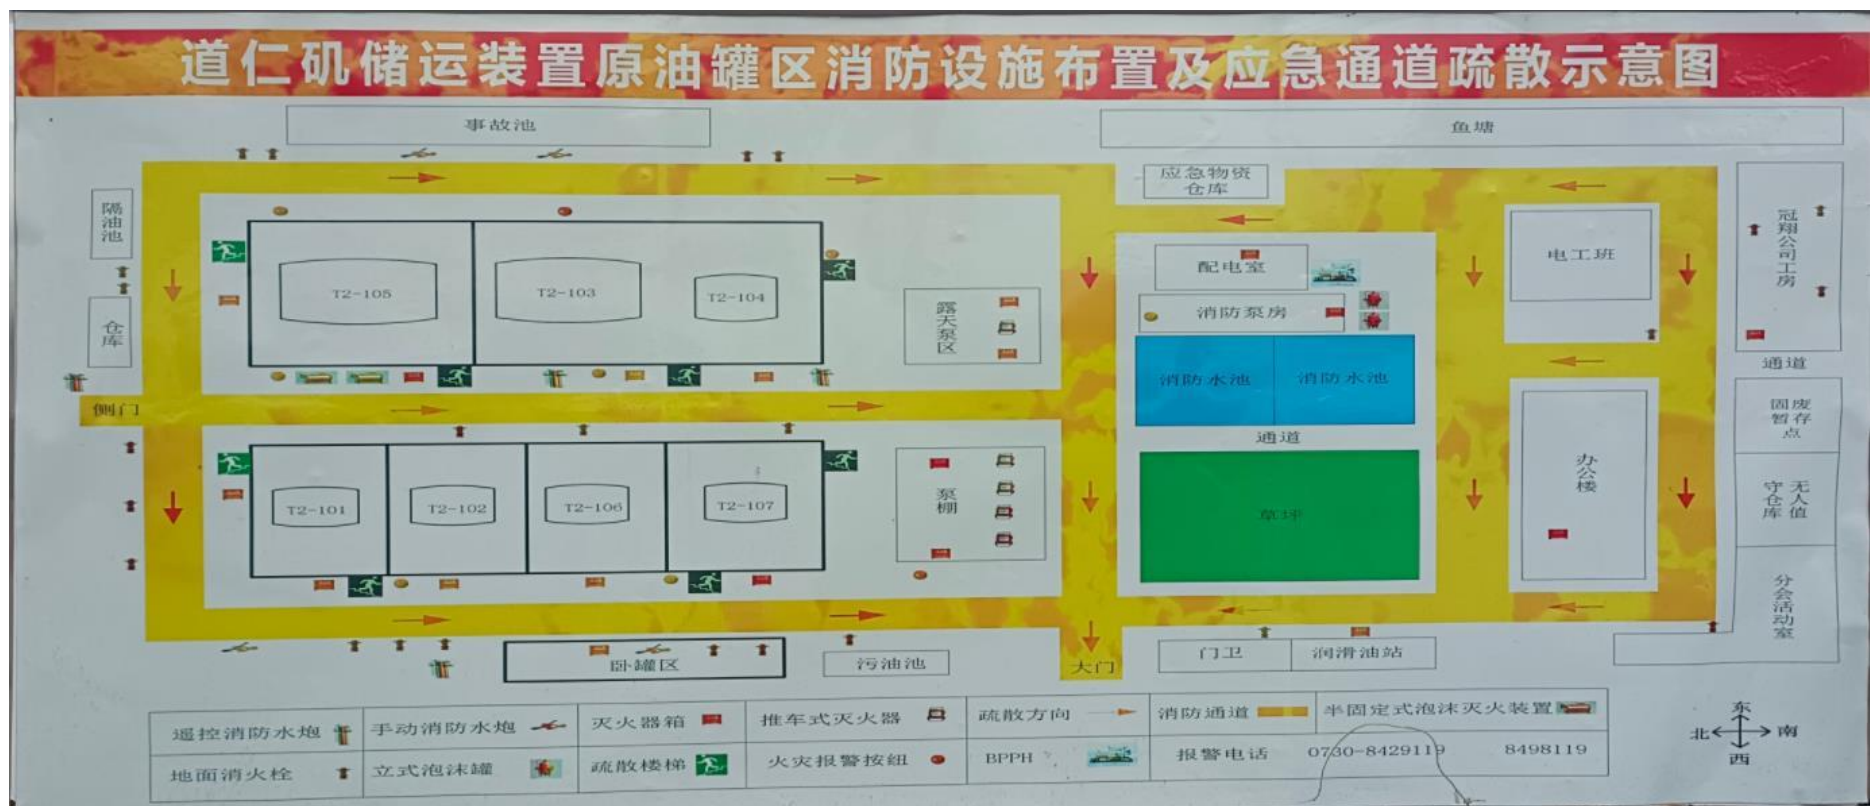 道仁矶储运装置原油罐区消防设施布置及应急通道疏散示意图
事故池
鱼塘
应急物资
仓库
隔油池
仓库
侧门
T2-105
T2-103
T2-104
露天泵区
配电室
消防泵房
消防水池
消防水池
通道
草坪
电工班
冠翔公司工房
通道
固废
暂存
点
无人值
守仓库
分会活动室
办公楼
T2-101
T2-102
T2-106
T2-107
泵棚
卧罐区
污油池
大门
门卫
润滑油站
遥控消防水炮
手动消防水炮
灭火器箱
推车式灭火器
疏散方向
消防通道
半固定式泡沫灭火装置
地面消火栓
立式泡沫罐
疏散楼梯
火灾报警按纽
BPPH
报警电话 0730-8429119 8498119
东
北 南
西